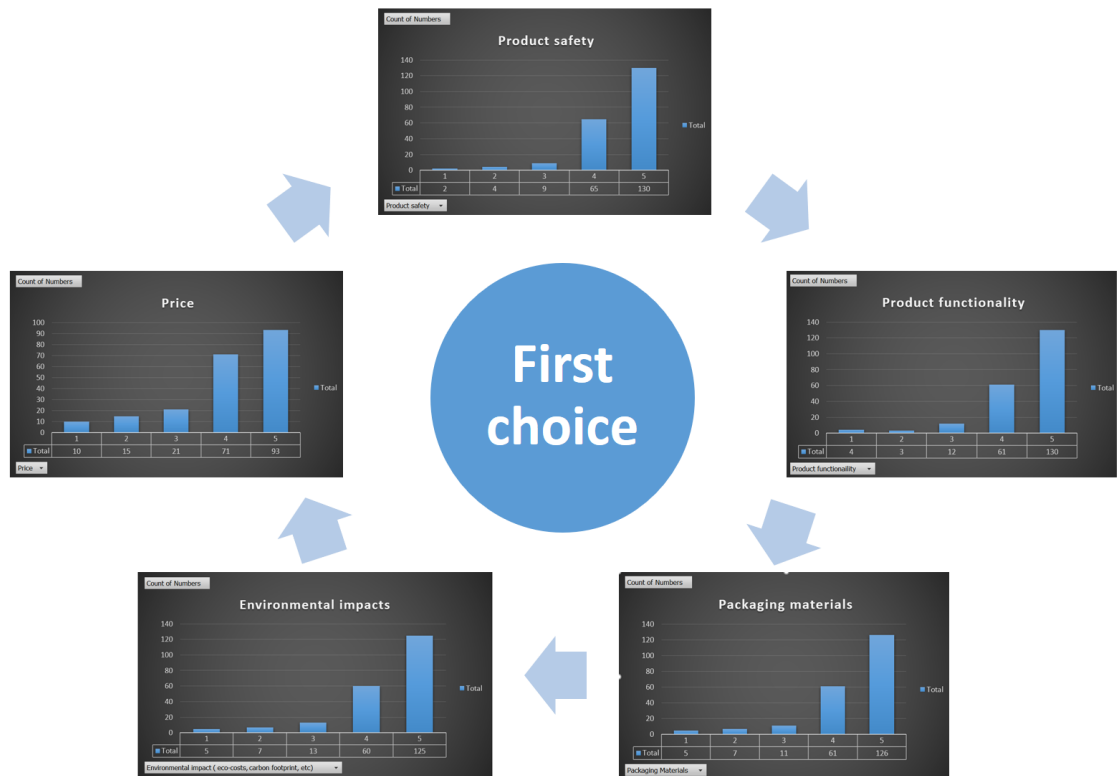 Count of Numbers
Product safety
140
120
100
80
60
40
20
0
1 2 3 4 5
Total 2 4 9 65 130
Total
Product safety
Count of Numbers
Product functionality
140
120
100
80
60
40
20
0
1 2 3 4 5
Total 4 3 12 61 130
Total
Product functionaility
Count of Numbers
Packaging materials
140
120
100
80
60
40
20
0
1 2 3 4 5
Total 5 7 11 61 126
Total
Packaging Materials
Count of Numbers
Environmental impacts
140
120
100
80
60
40
20
0
1 2 3 4 5
Total 5 7 13 60 125
Total
Environmental impact ( eco-costs, carbon footprint, etc)
Count of Numbers
Price
100
90
80
70
60
50
40
30
20
10
0
1 2 3 4 5
Total 10 15 21 71 93
Total
Price
First
choice